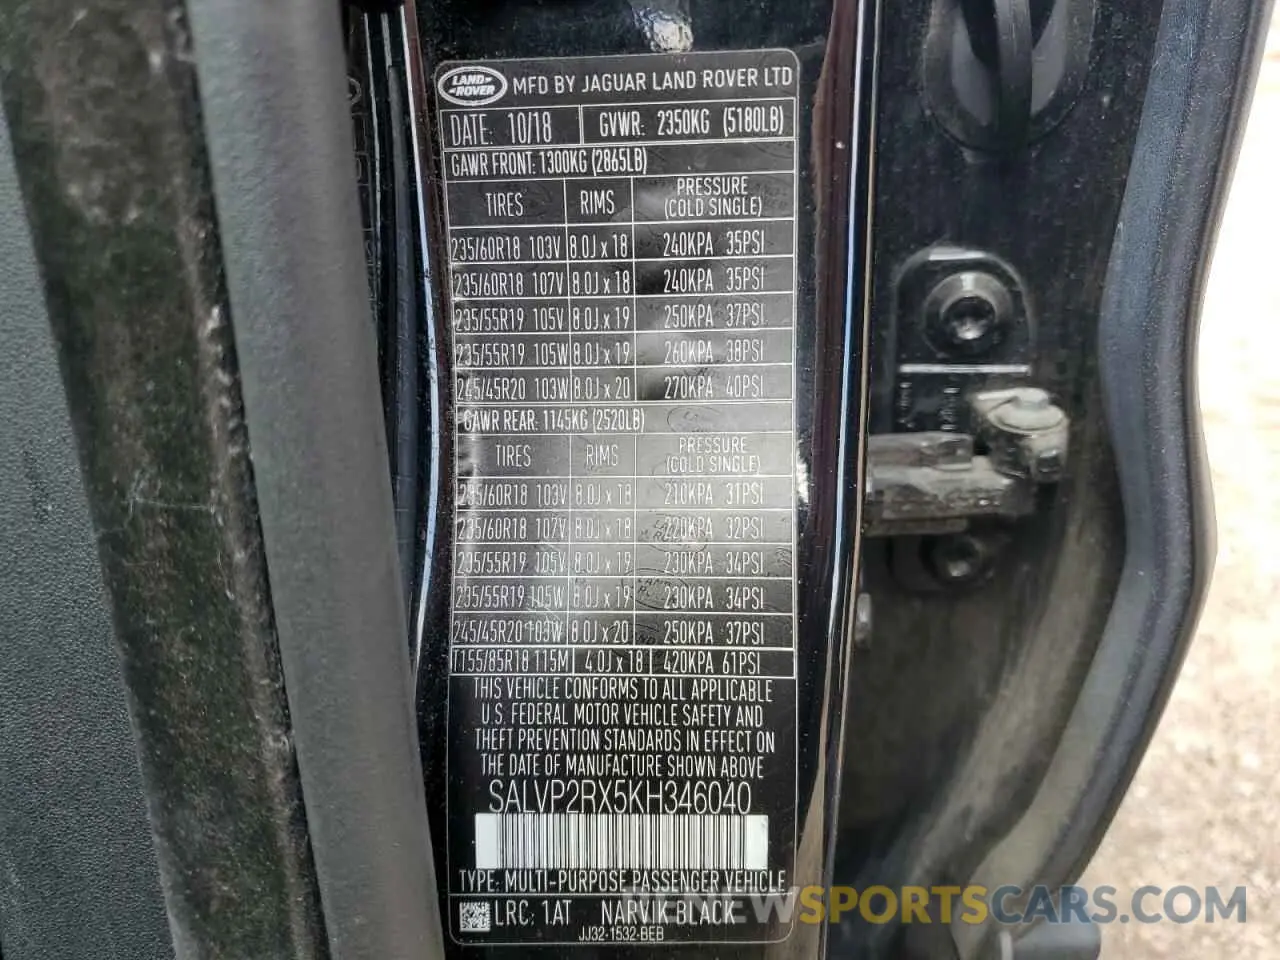 LAND ROVER MFD BY JAGUAR LAND ROVER LTD
DATE: 10/18 GVWR: 2350KG (5180LB)
GAWR FRONT: 1300KG (2865LB)
TIRES RIMS PRESSURE (COLD SINGLE)
235/60R18 103V 8.0J x 18 240KPA 35PSI
235/60R18 107V 8.0J x 18 240KPA 35PSI
235/55R19 105V 8.0J x 19 250KPA 37PSI
235/55R19 105W 8.0J x 19 260KPA 38PSI
245/45R20 103W 8.0J x 20 270KPA 40PSI
GAWR REAR: 1145KG (2520LB)
TIRES RIMS PRESSURE (COLD SINGLE)
235/60R18 103V 8.0J x 18 210KPA 31PSI
235/60R18 107V 8.0J x 18 220KPA 32PSI
235/55R19 105V 8.0J x 19 230KPA 34PSI
235/55R19 105W 8.0J x 19 230KPA 34PSI
245/45R20 103W 8.0J x 20 250KPA 37PSI
T155/85R18 115M 4.0J x 18 420KPA 61PSI
THIS VEHICLE CONFORMS TO ALL APPLICABLE
U.S. FEDERAL MOTOR VEHICLE SAFETY AND
THEFT PREVENTION STANDARDS IN EFFECT ON
THE DATE OF MANUFACTURE SHOWN ABOVE
SALVP2RX5KH346040
TYPE: MULTI-PURPOSE PASSENGER VEHICLE
LRC: 1AT NARVIK BLACK
JJ32-1532-BEB
RENEWSPORTSCARS.COM